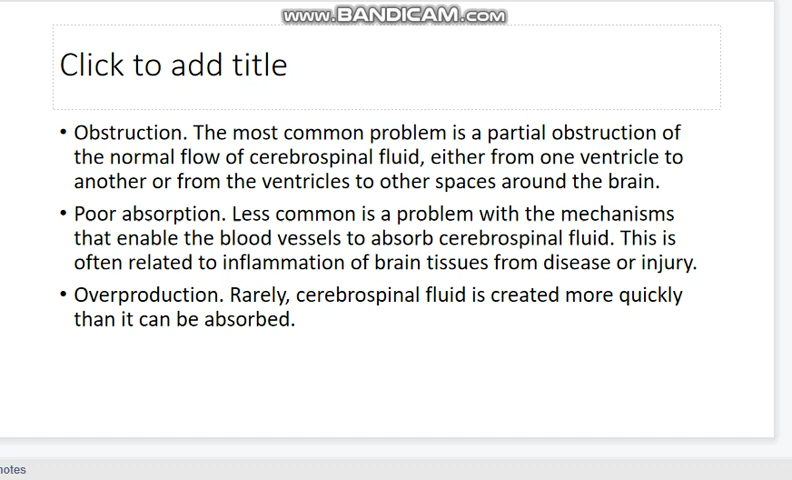 www.BANDICAM.com
Click to add title
• Obstruction. The most common problem is a partial obstruction of
the normal flow of cerebrospinal fluid, either from one ventricle to
another or from the ventricles to other spaces around the brain.
• Poor absorption. Less common is a problem with the mechanisms
that enable the blood vessels to absorb cerebrospinal fluid. This is
often related to inflammation of brain tissues from disease or injury.
• Overproduction. Rarely, cerebrospinal fluid is created more quickly
than it can be absorbed.
notes